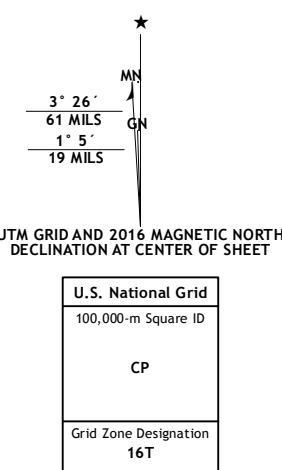 MN
3° 26´
61 MILS
GN
1° 5´
19 MILS
UTM GRID AND 2016 MAGNETIC NORTH
DECLINATION AT CENTER OF SHEET
U.S. National Grid
100,000-m Square ID
CP
Grid Zone Designation
16T